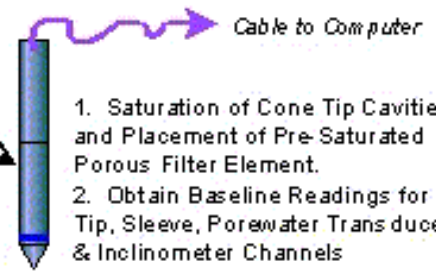 Cable to Computer
1. Saturation of Cone Tip Cavitie
and Placement of Pre-Saturated
Porous Filter Element.
2. Obtain Baseline Readings for
Tip, Sleeve, Porewater Transduce
& Inclinometer Channels